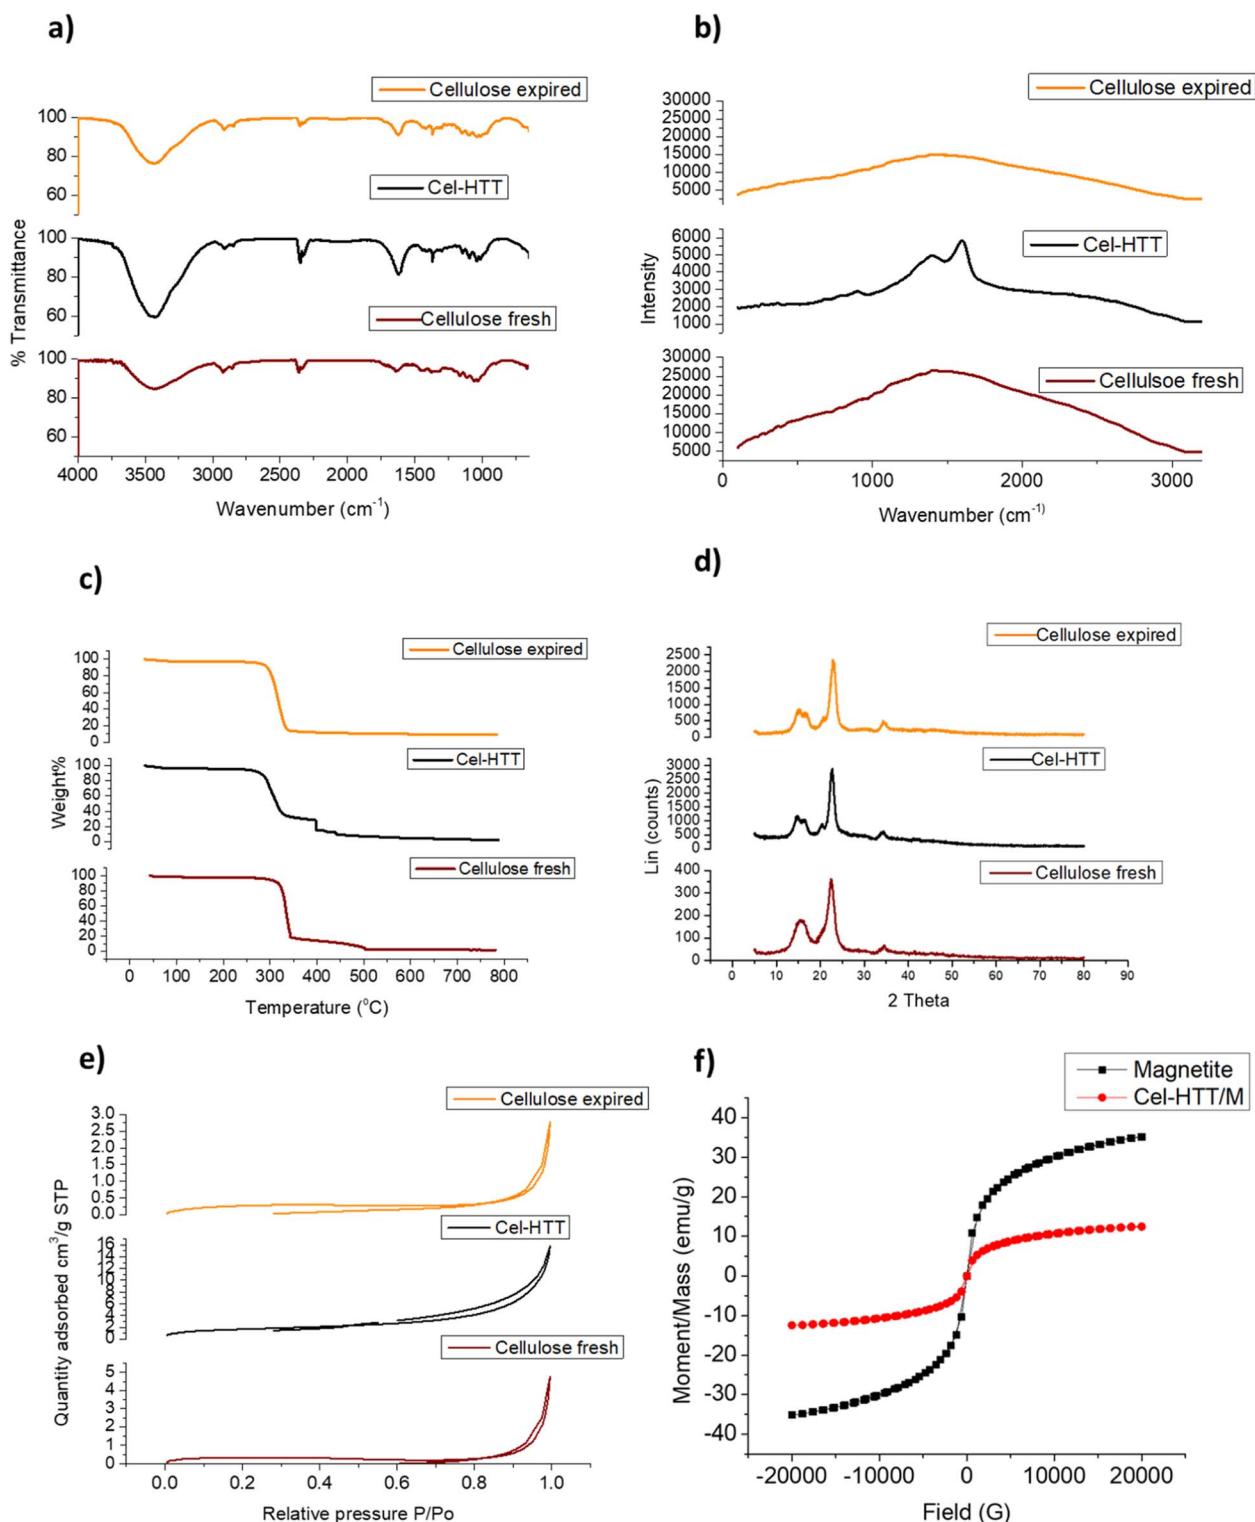 a)
Cellulose expired
100
80
60
Cel-HTT
100
80
60
Cellulose fresh
100
80
60
% Transmittance
4000 3500 3000 2500 2000 1500 1000
Wavenumber (cm-1)
b)
Cellulose expired
30000
25000
20000
15000
10000
5000
Cel-HTT
6000
5000
4000
3000
2000
1000
Cellulsoe fresh
30000
25000
20000
15000
10000
5000
Intensity
0 1000 2000 3000
Wavenumber (cm-1)
c)
Cellulose expired
100
80
60
40
20
0
Cel-HTT
100
80
60
40
20
0
Cellulose fresh
100
80
60
40
20
0
Weight%
0 100 200 300 400 500 600 700 800
Temperature (0C)
d)
Cellulose expired
2500
2000
1500
1000
500
0
Cel-HTT
3000
2500
2000
1500
1000
500
0
Cellulose fresh
400
300
200
100
0
Lin (counts)
0 10 20 30 40 50 60 70 80 90
2 Theta
e)
Cellulose expired
3.0
2.5
2.0
1.5
1.0
0.5
0.0
Cel-HTT
16
14
12
10
8
6
4
2
0
Cellulose fresh
5
4
3
2
1
0
Quantity adsorbed cm3/g STP
0.0 0.2 0.4 0.6 0.8 1.0
Relative pressure P/Po
f)
Magnetite
Cel-HTT/M
40
30
20
10
0
-10
-20
-30
-40
Moment/Mass (emu/g)
-20000 -10000 0 10000 20000
Field (G)